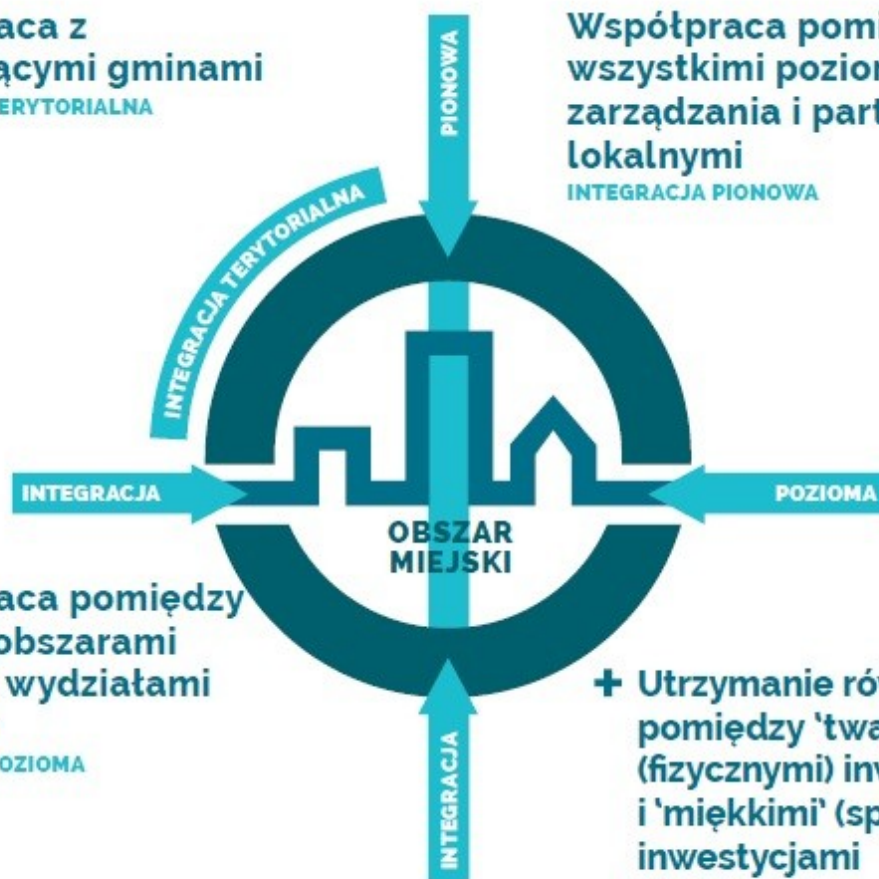 aca z
ącymi gminami
ERYTORIALNA
PIONOWA
Współpraca pomi
wszystkimi pozio
zarządzania i part
lokalnymi
INTEGRACJA PIONOWA
INTEGRACJA TERYTORIALNA
INTEGRACJA
POZIOMA
OBSZAR
MIEJSKI
aca pomiędzy
obszarami
wydziałami
OZIOMA
INTEGRACJA
+ Utrzymanie rów
pomiędzy ‘twa
(fizycznymi) inw
i ‘miękkimi‘ (sp
inwestycjami